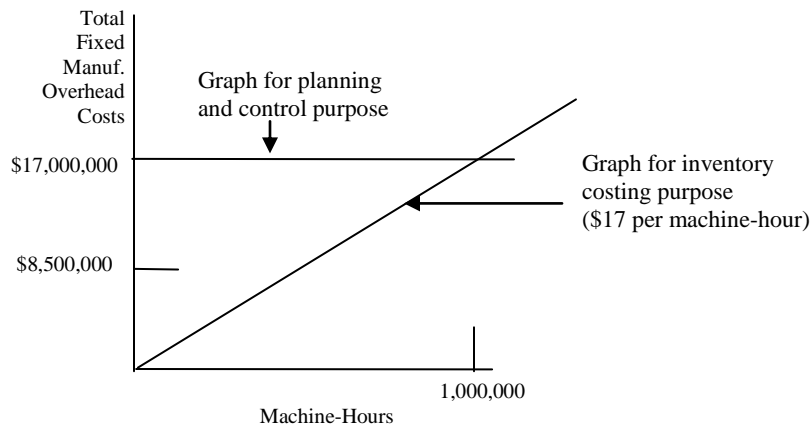 Total
Fixed
Manuf.
Overhead
Costs
Graph for planning
and control purpose
$17,000,000
Graph for inventory
costing purpose
($17 per machine-hour)
$8,500,000
1,000,000
Machine-Hours